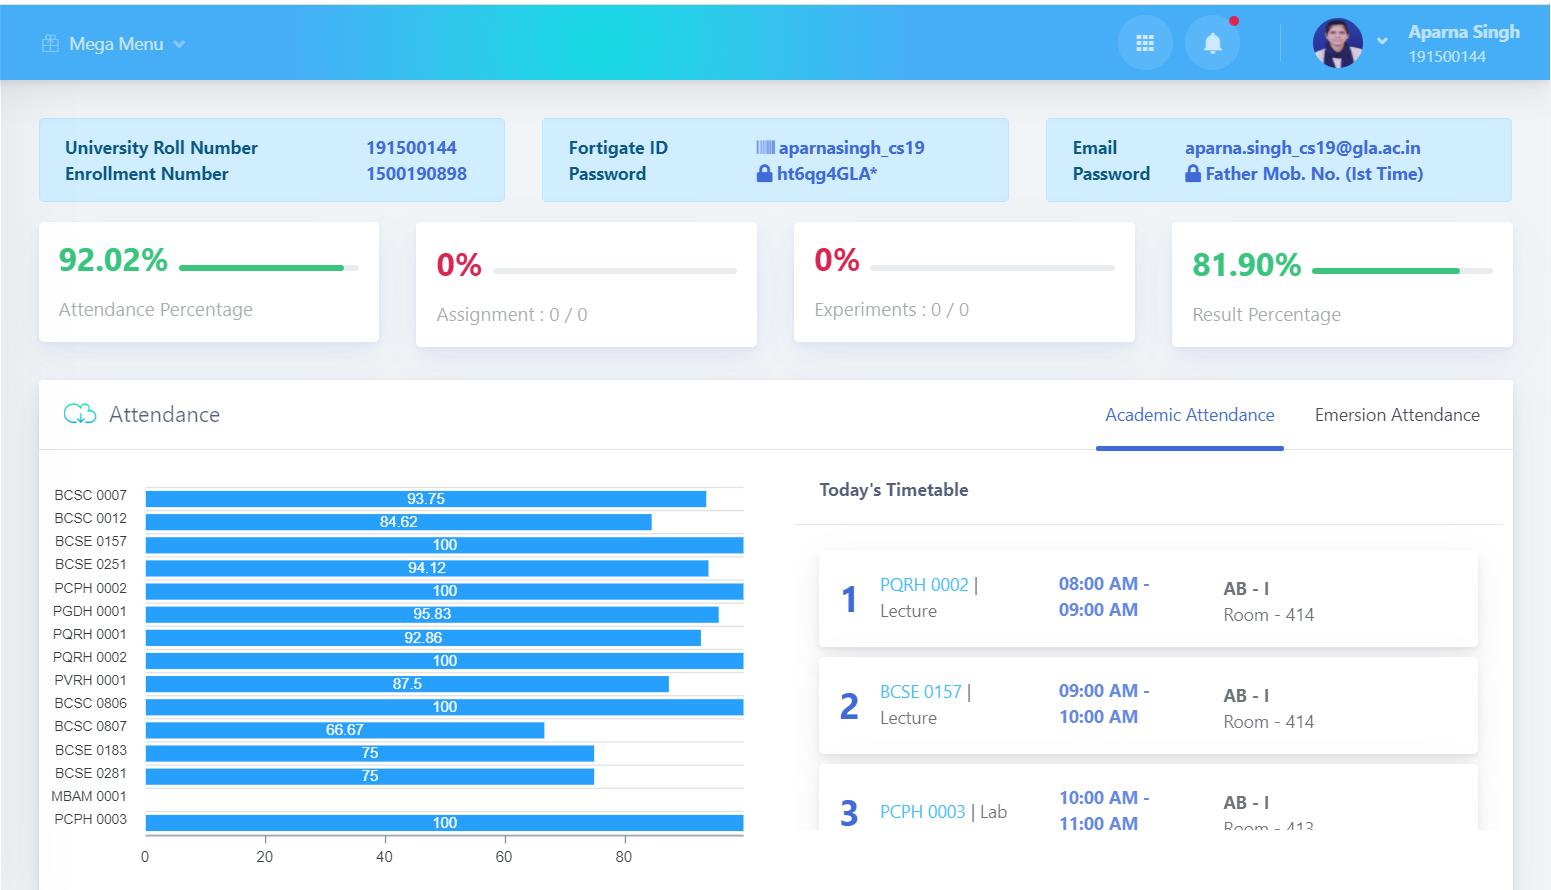 Mega Menu
Aparna Singh
191500144
University Roll Number 191500144
Enrollment Number 1500190898
Fortigate ID aparnasingh_cs19
Password ht6qg4GLA*
Email aparna.singh_cs19@gla.ac.in
Password Father Mob. No. (Ist Time)
92.02%
Attendance Percentage
0%
Assignment : 0 / 0
0%
Experiments : 0 / 0
81.90%
Result Percentage
Attendance
Academic Attendance
Emersion Attendance
BCSC 0007 93.75
BCSC 0012 84.62
BCSE 0157 100
BCSE 0251 94.12
PCPH 0002 100
PGDH 0001 95.83
PQRH 0001 92.86
PQRH 0002 100
PVRH 0001 87.5
BCSC 0806 100
BCSC 0807 66.67
BCSE 0183 75
BCSE 0281 75
MBAM 0001
PCPH 0003 100
0 20 40 60 80
Today's Timetable
1
PQRH 0002 |
Lecture
08:00 AM -
09:00 AM
AB - I
Room - 414
2
BCSE 0157 |
Lecture
09:00 AM -
10:00 AM
AB - I
Room - 414
3
PCPH 0003 | Lab
10:00 AM -
11:00 AM
AB - I
Room - 413